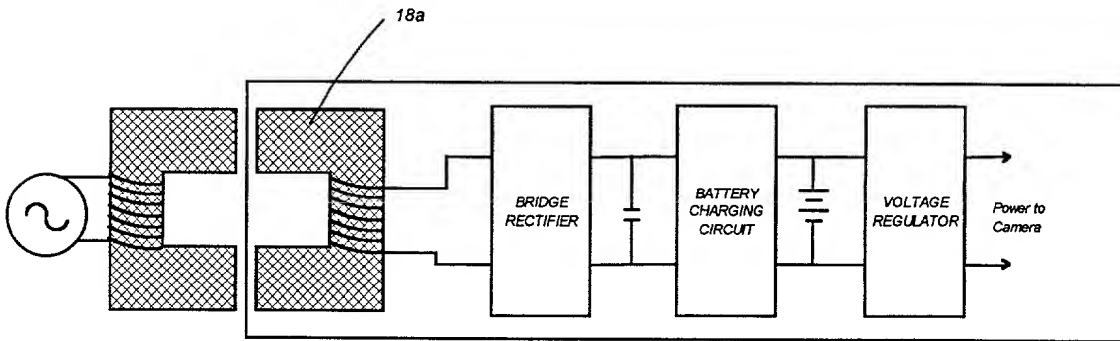 18a
BRIDGE
RECTIFIER
BATTERY
CHARGING
CIRCUIT
VOLTAGE
REGULATOR
Power to
Camera